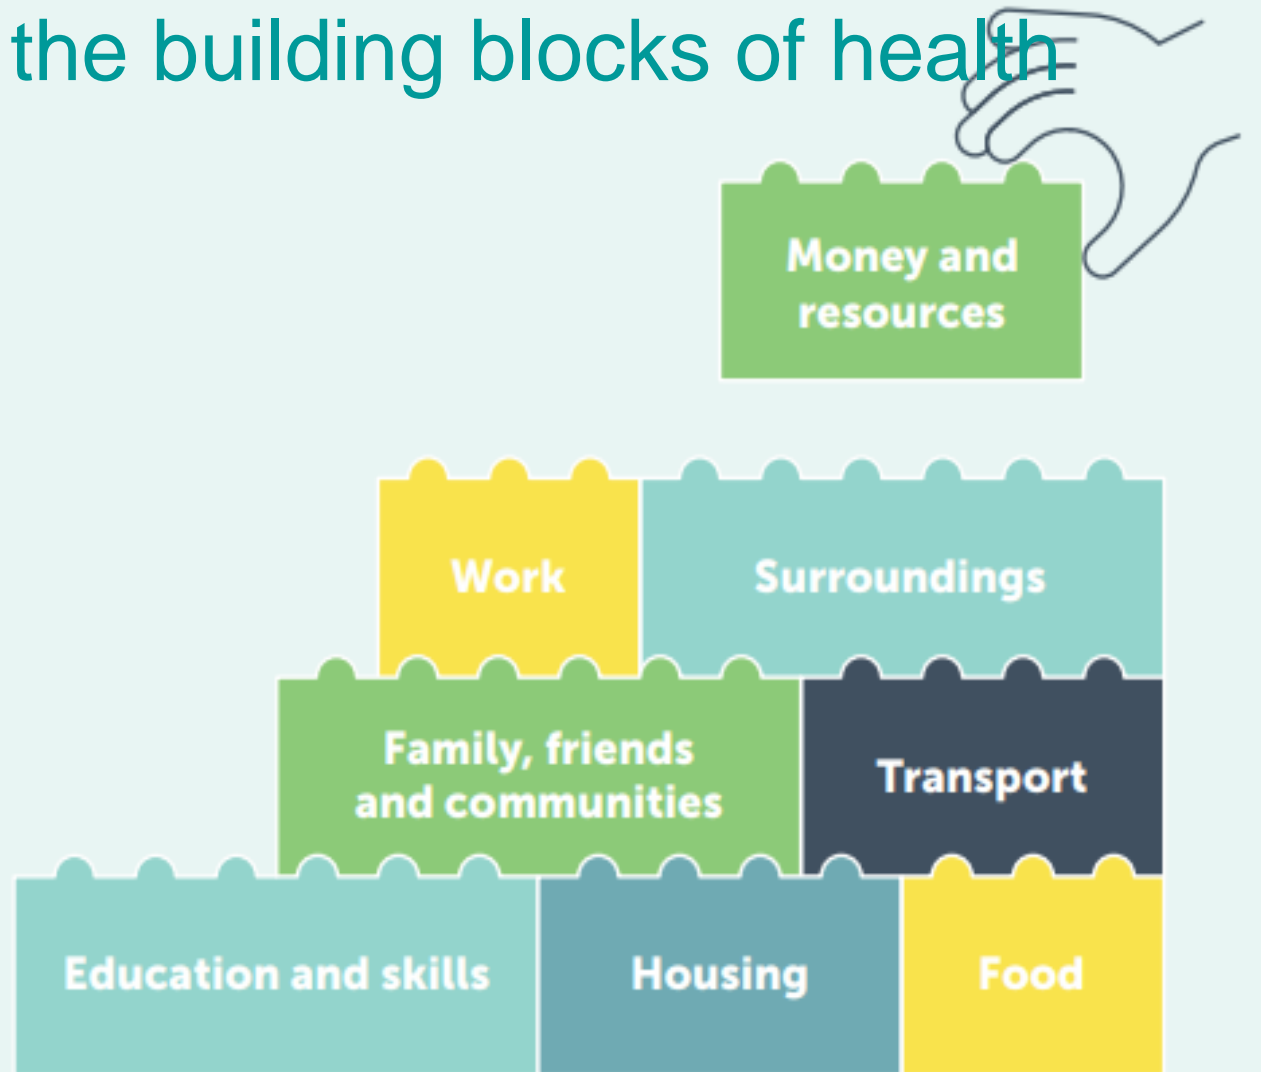 the building blocks of health
Money and
resources
Work
Surroundings
Family, friends
and communities
Transport
Education and skills
Housing
Food